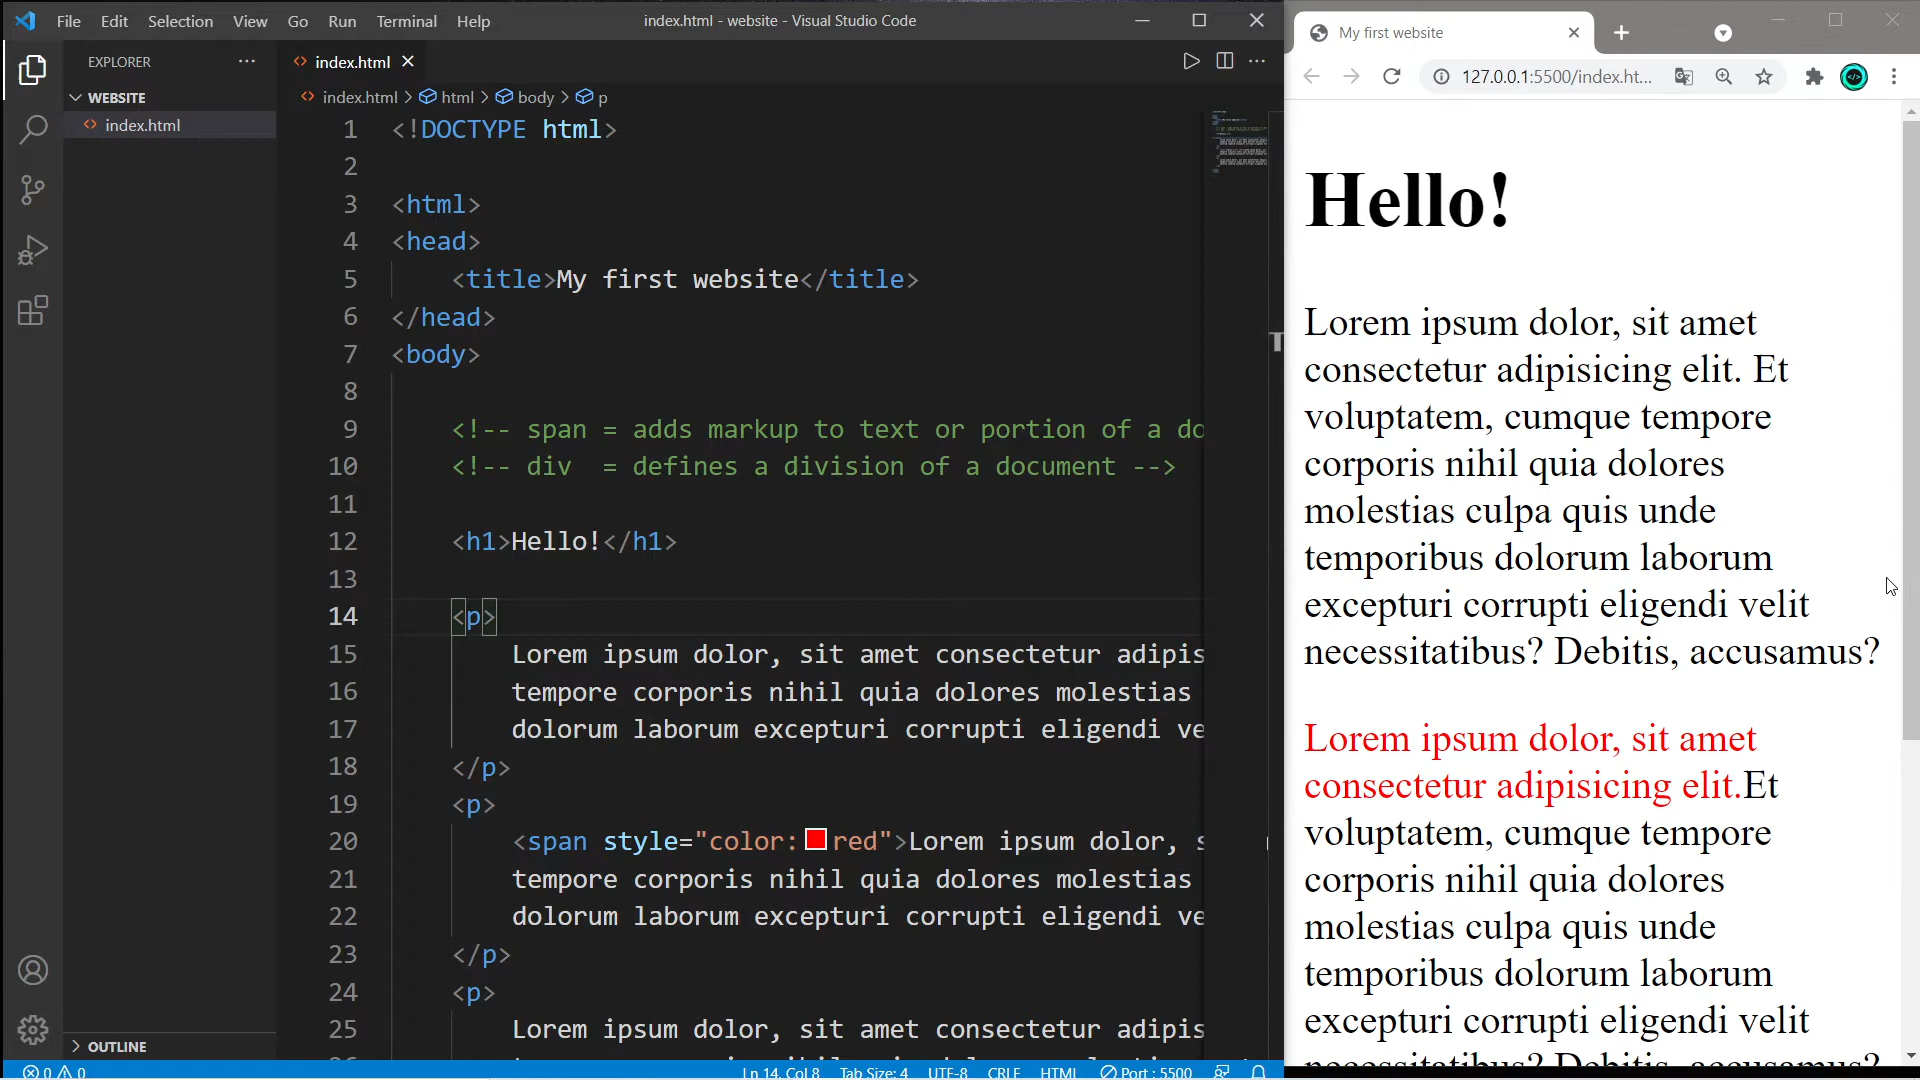 File Edit Selection View Go Run Terminal Help
index.html - website - Visual Studio Code
EXPLORER
WEBSITE
index.html
OUTLINE
index.html
index.html > html > body > p
1 <!DOCTYPE html>
2
3 <html>
4 <head>
5 <title>My first website</title>
6 </head>
7 <body>
8
9 <!-- span = adds markup to text or portion of a do
10 <!-- div  = defines a division of a document -->
11
12 <h1>Hello!</h1>
13
14 <p>
15 Lorem ipsum dolor, sit amet consectetur adipis
16 tempore corporis nihil quia dolores molestias
17 dolorum laborum excepturi corrupti eligendi ve
18 </p>
19 <p>
20 <span style="color:red">Lorem ipsum dolor, s
21 tempore corporis nihil quia dolores molestias
22 dolorum laborum excepturi corrupti eligendi ve
23 </p>
24 <p>
25 Lorem ipsum dolor, sit amet consectetur adipis
0 0
Ln 14, Col 8 Tab Size: 4 UTF-8 CRLF HTML Port : 5500
My first website
127.0.0.1:5500/index.ht...
Hello!
Lorem ipsum dolor, sit amet
consectetur adipisicing elit. Et
voluptatem, cumque tempore
corporis nihil quia dolores
molestias culpa quis unde
temporibus dolorum laborum
excepturi corrupti eligendi velit
necessitatibus? Debitis, accusamus?
Lorem ipsum dolor, sit amet
consectetur adipisicing elit.Et
voluptatem, cumque tempore
corporis nihil quia dolores
molestias culpa quis unde
temporibus dolorum laborum
excepturi corrupti eligendi velit
necessitatibus? Debitis, accusamus?